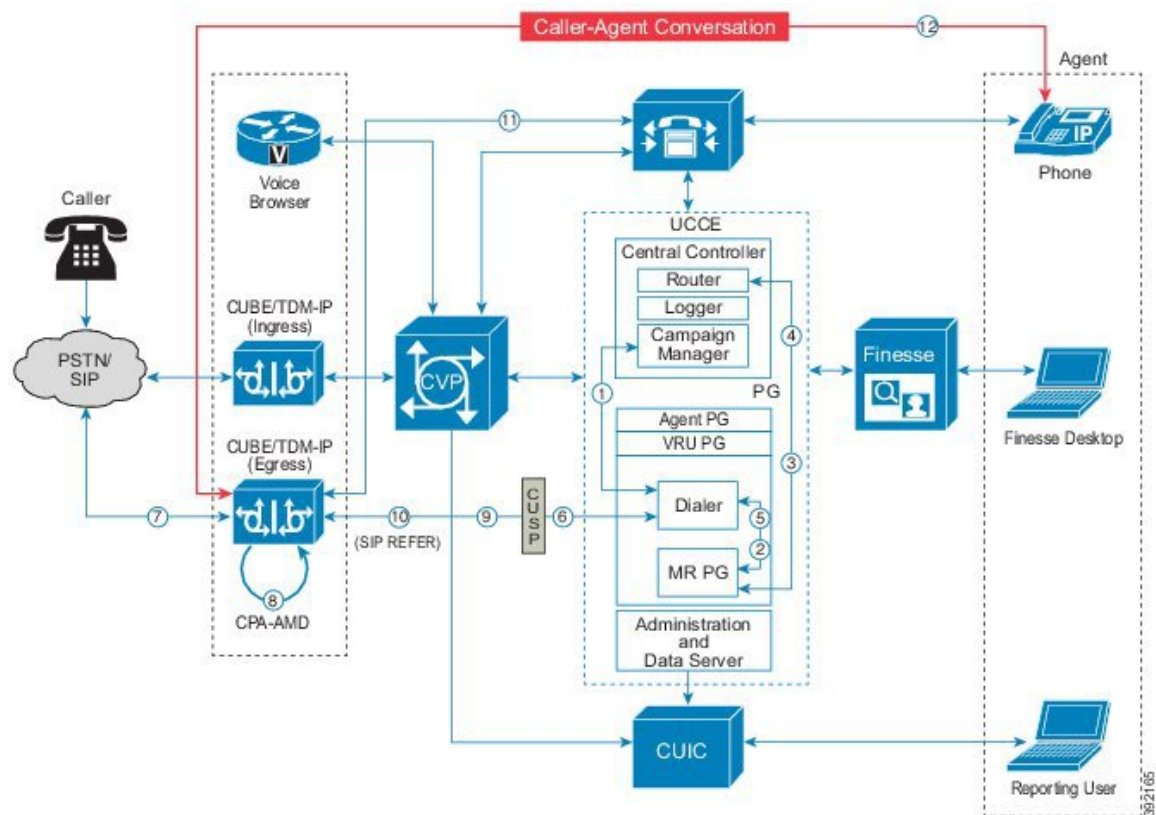 Caller-Agent Conversation
12
Agent
11
V
Voice
Browser
IP
Phone
Caller
UCCE
Central Controller
Router
Logger
Campaign
Manager
4
CUBE/TDM-IP
(Ingress)
PSTN/
SIP
CVP
Finesse
1
PG
Agent PG
VRU PG
Finesse Desktop
CUBE/TDM-IP
(Egress)
3
Dialer
7
10
9
CUSP
6
5
(SIP REFER)
2
MR PG
8
CPA-AMD
Administration
and
Data Server
CUIC
Reporting User
392165